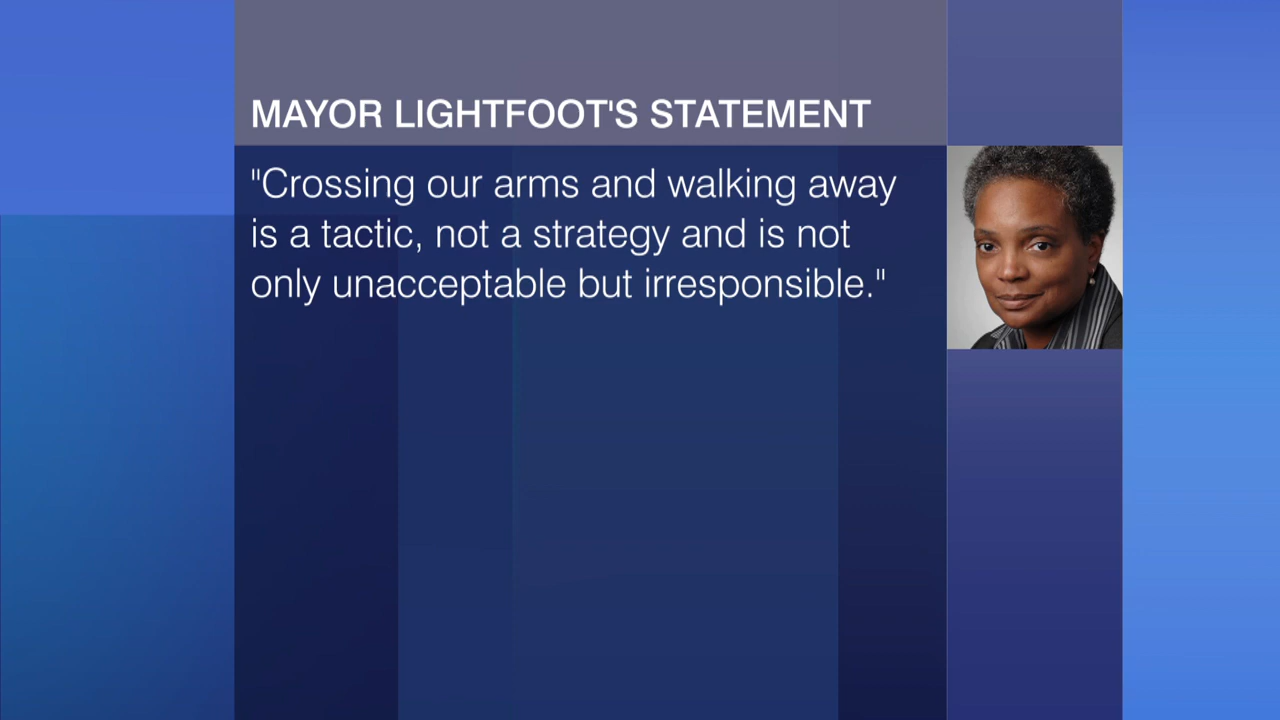 MAYOR LIGHTFOOT'S STATEMENT
"Crossing our arms and walking away
is a tactic, not a strategy and is not
only unacceptable but irresponsible."